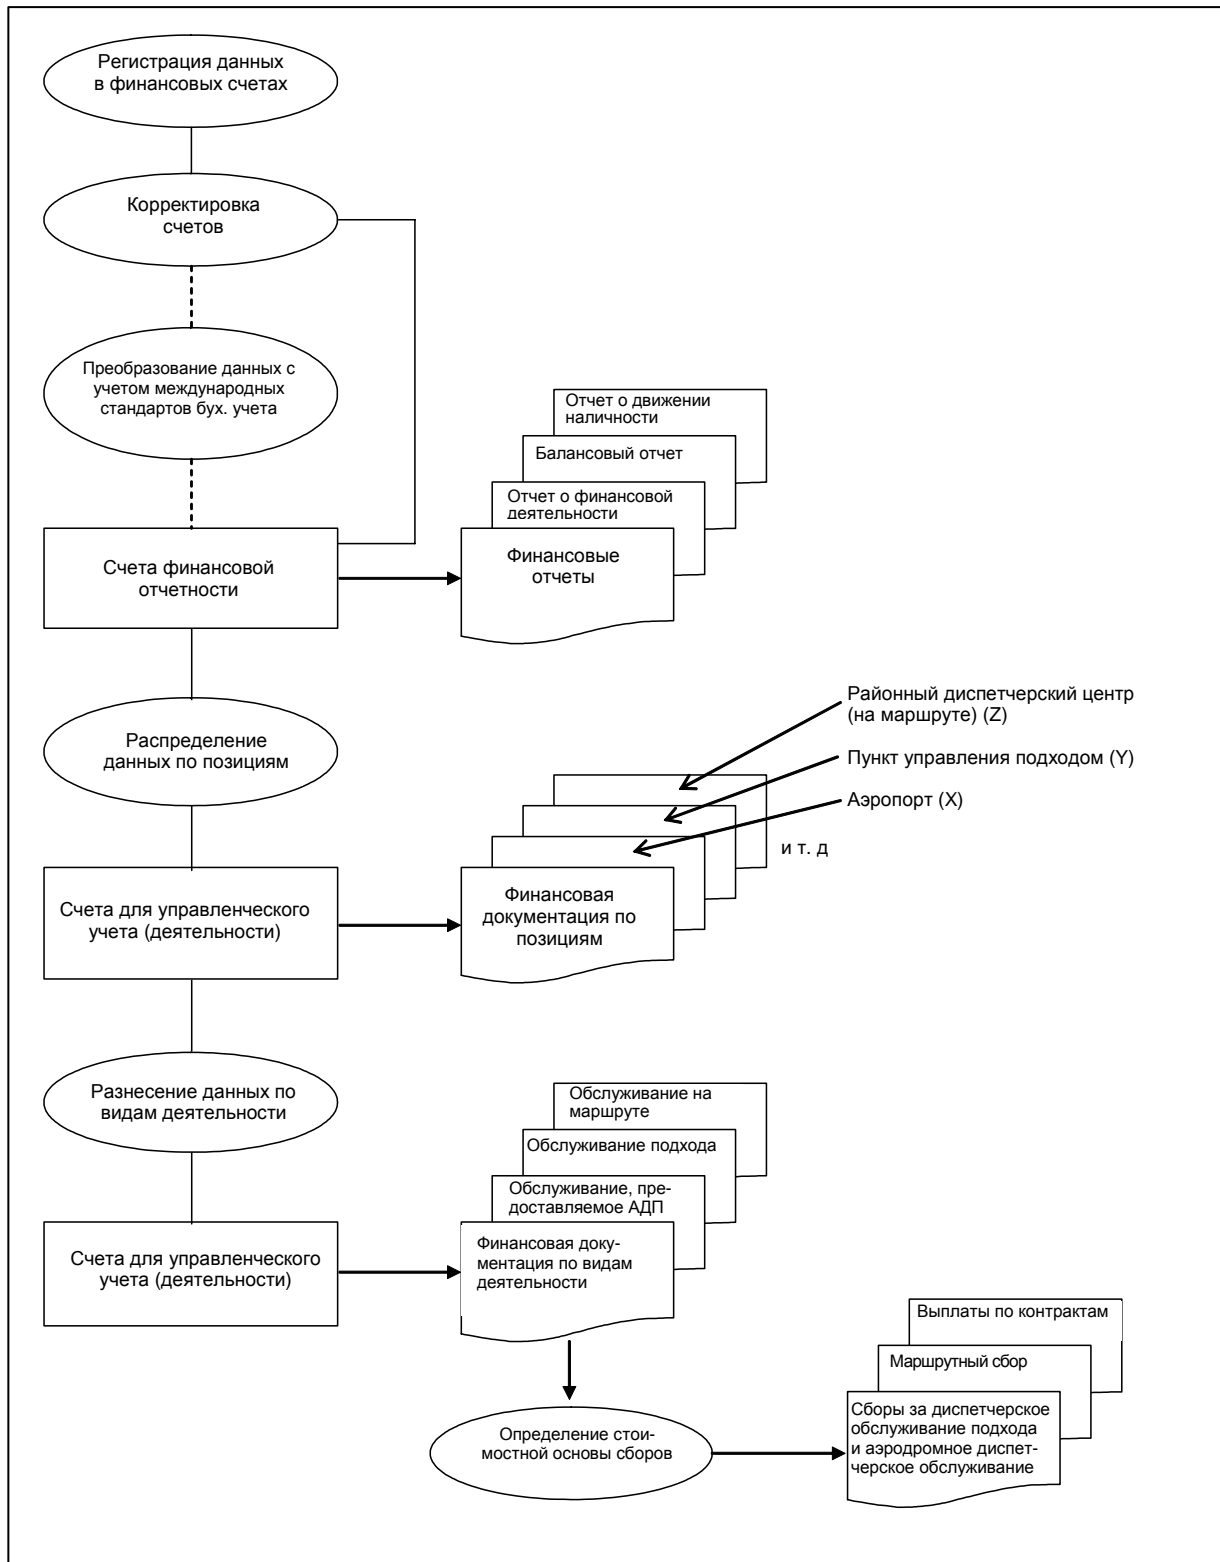 Регистрация данных
в финансовых счетах
Корректировка
счетов
Преобразование данных с
учетом международных
стандартов бух. учета
Отчет о движении
наличности
Балансовый отчет
Отчет о финансовой
деятельности
Счета финансовой
отчетности
Финансовые
отчеты
Распределение
данных по позициям
Районный диспетчерский центр
(на маршруте) (Z)
Пункт управления подходом (Y)
Аэропорт (X)
и т. д
Счета для управленческого
учета (деятельности)
Финансовая
документация по
позициям
Разнесение данных по
видам деятельности
Обслуживание на
маршруте
Обслуживание подхода
Обслуживание, пре-
доставляемое АДП
Счета для управленческого
учета (деятельности)
Финансовая доку-
ментация по видам
деятельности
Выплаты по контрактам
Маршрутный сбор
Сборы за диспетчерское
обслуживание подхода
и аэродромное диспет-
черское обслуживание
Определение стои-
мостной основы сборов